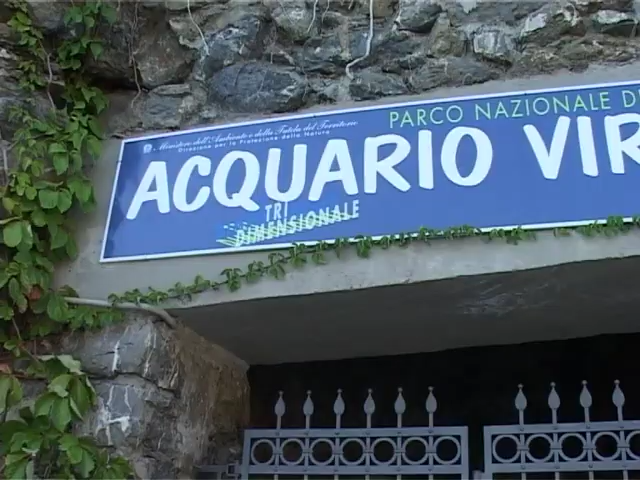 PARCO NAZIONALE
Ministero dell'Ambiente e della Tutela del Territorio
Direzione per la Protezione della Natura
ACQUARIO VIR
TRI
DIMENSIONALE